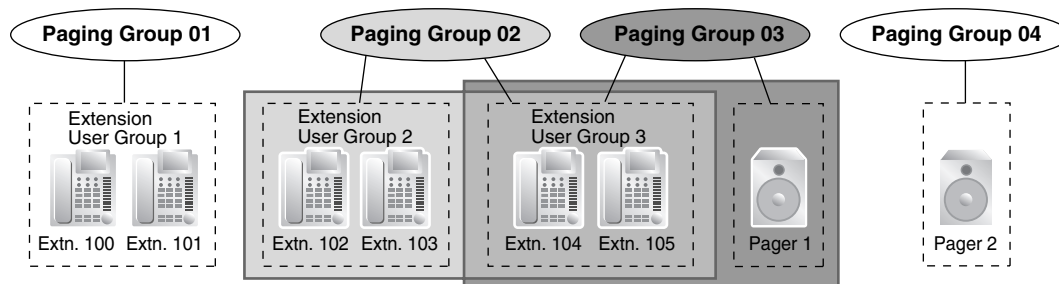 Paging Group 01
Paging Group 02
Paging Group 03
Paging Group 04
Extension
User Group 1
Extn. 100
Extn. 101
Extension
User Group 2
Extn. 102
Extn. 103
Extension
User Group 3
Extn. 104
Extn. 105
Pager 1
Pager 2